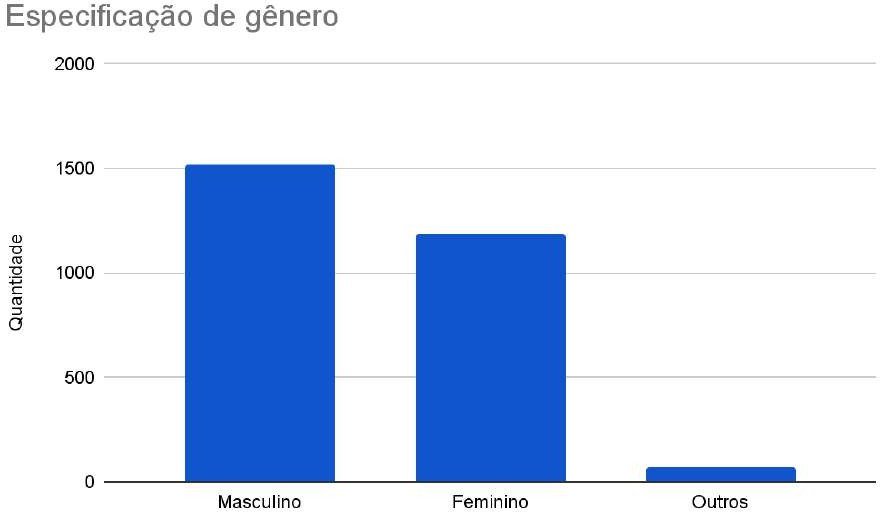 Especificação de gênero
2000
1500
1000
500
0
Quantidade
Masculino
Feminino
Outros